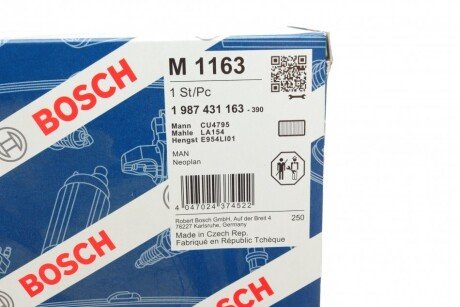 BOSCH
BOSCH
BOSCH
M 1163
1 St/Pc
1 987 431 163 - 390
Mann CU4795
Mahle LA154
Hengst E954LI01
MAN
Neoplan
4 047024 374522
Robert Bosch GmbH, Auf der Breit 4
76227 Karlsruhe, Germany
250
Made in Czech Rep.
Fabriqué en République Tchèque